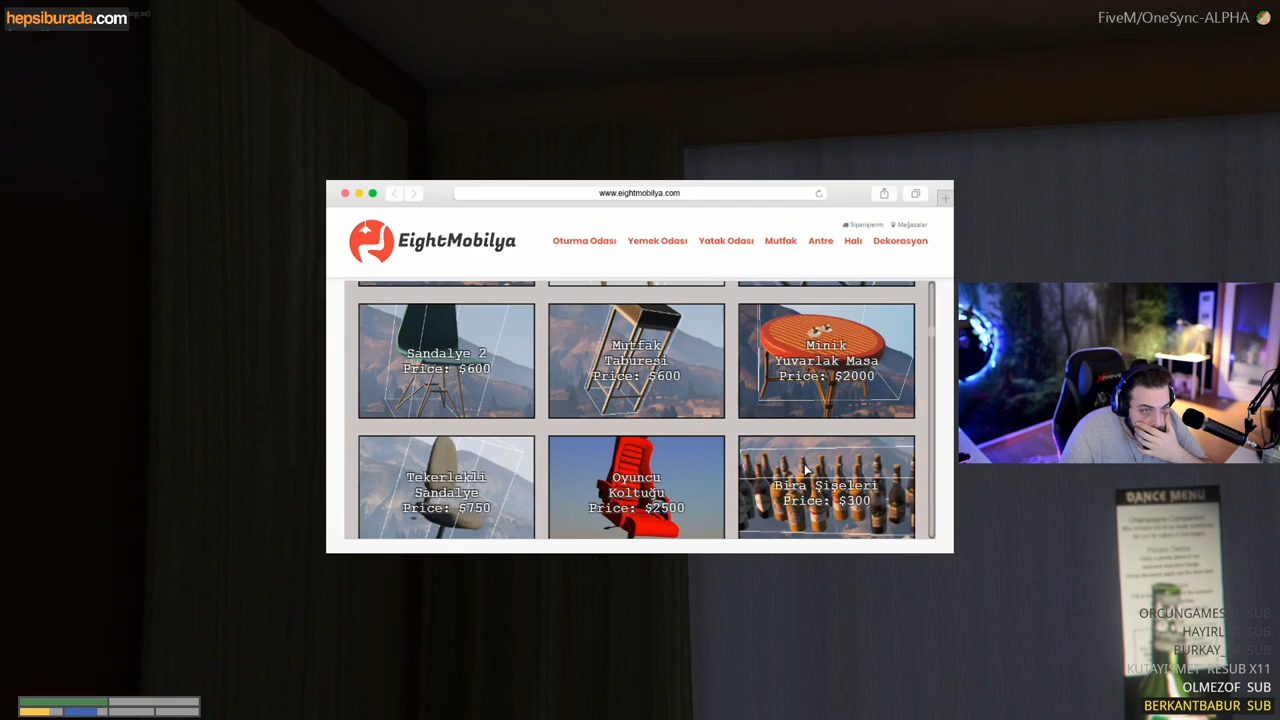 hepsiburada.com
FiveM/OneSync-ALPHA
www.eightmobilya.com
EightMobilya
Siparişlerim Mağazalar
Oturma Odası Yemek Odası Yatak Odası Mutfak Antre Halı Dekorasyon
Sandalye 2
Price: $600
Mutfak
Taburesi
Price: $600
Minik
Yuvarlak Masa
Price: $2000
Tekerlekli
Sandalye
Price: $750
Oyuncu
Koltuğu
Price: $2500
Bira Şişeleri
Price: $300
DANCE MENU
Private Dance
SUB
SUB
SUB
KUTAYISMET RESUB X11
OLMEZOF SUB
BERKANTBABUR SUB